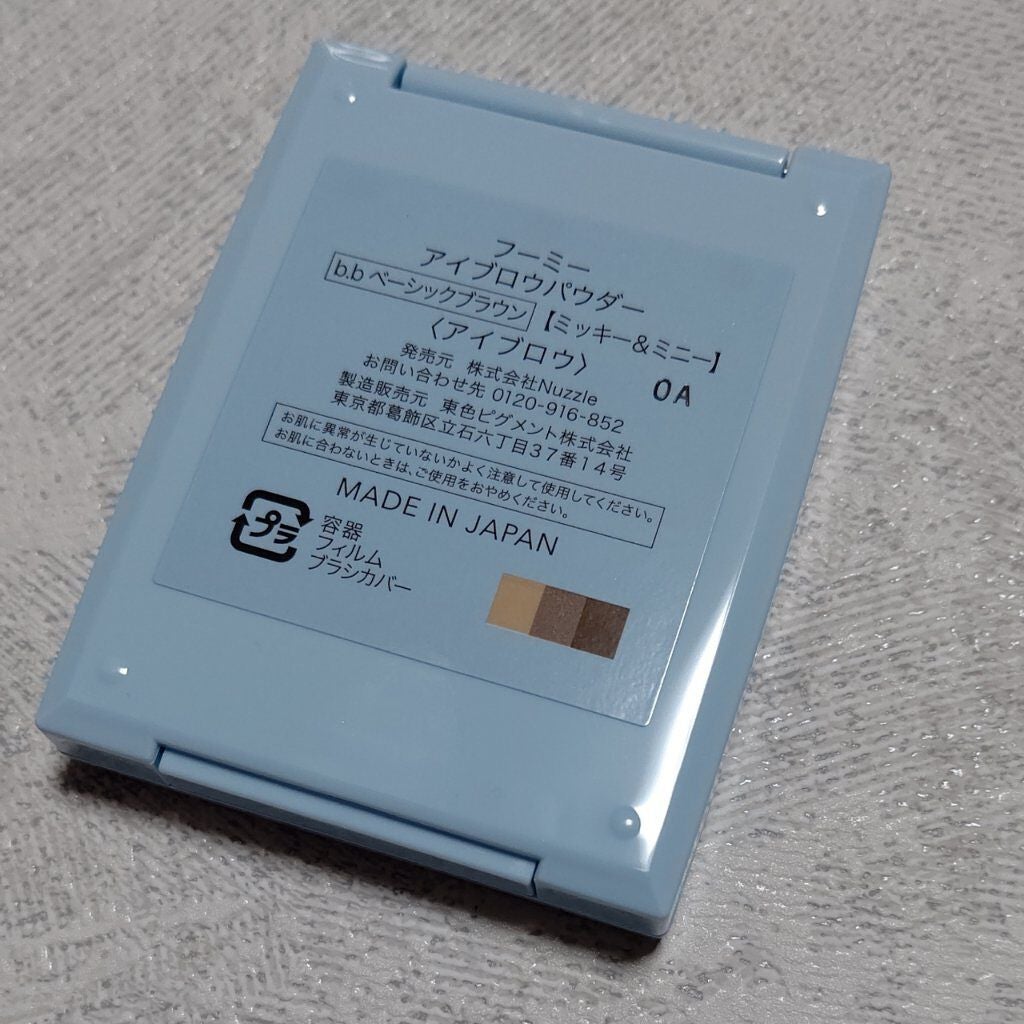 フーミー
アイブロウパウダー
b.b ベーシックブラウン 【ミッキー&ミニー】
〈アイブロウ〉
発売元 株式会社Nuzzle 0A
お問い合わせ先 0120-916-852
製造販売元 東色ピグメント株式会社
東京都葛飾区立石六丁目37番14号
お肌に異常が生じていないかよく注意して使用してください。
お肌に合わないときは、ご使用をおやめください。
MADE IN JAPAN
プラ 容器
フィルム
ブラシカバー